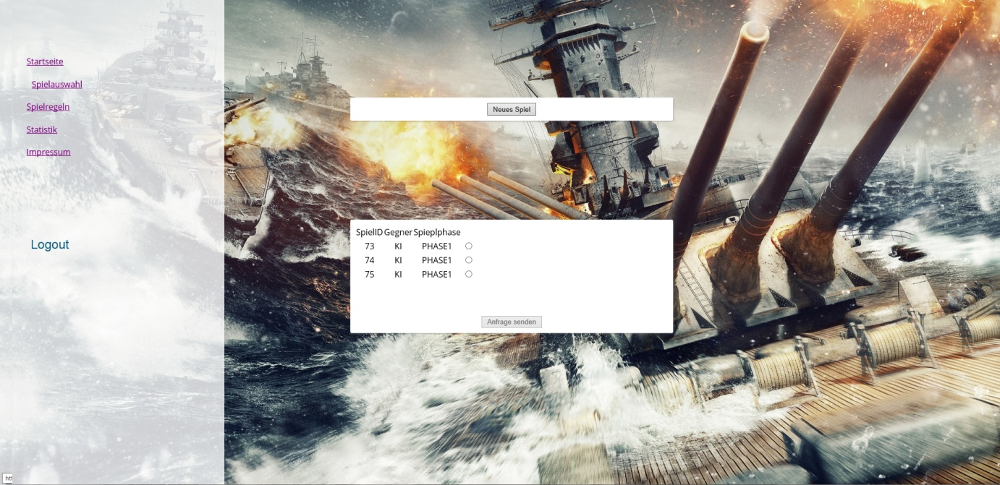 Startseite
Spielauswahl
Spielregeln
Statistik
Impressum
Logout
Neues Spiel
SpielID Gegner Spieplphase
73 KI PHASE1
74 KI PHASE1
75 KI PHASE1
Anfrage senden